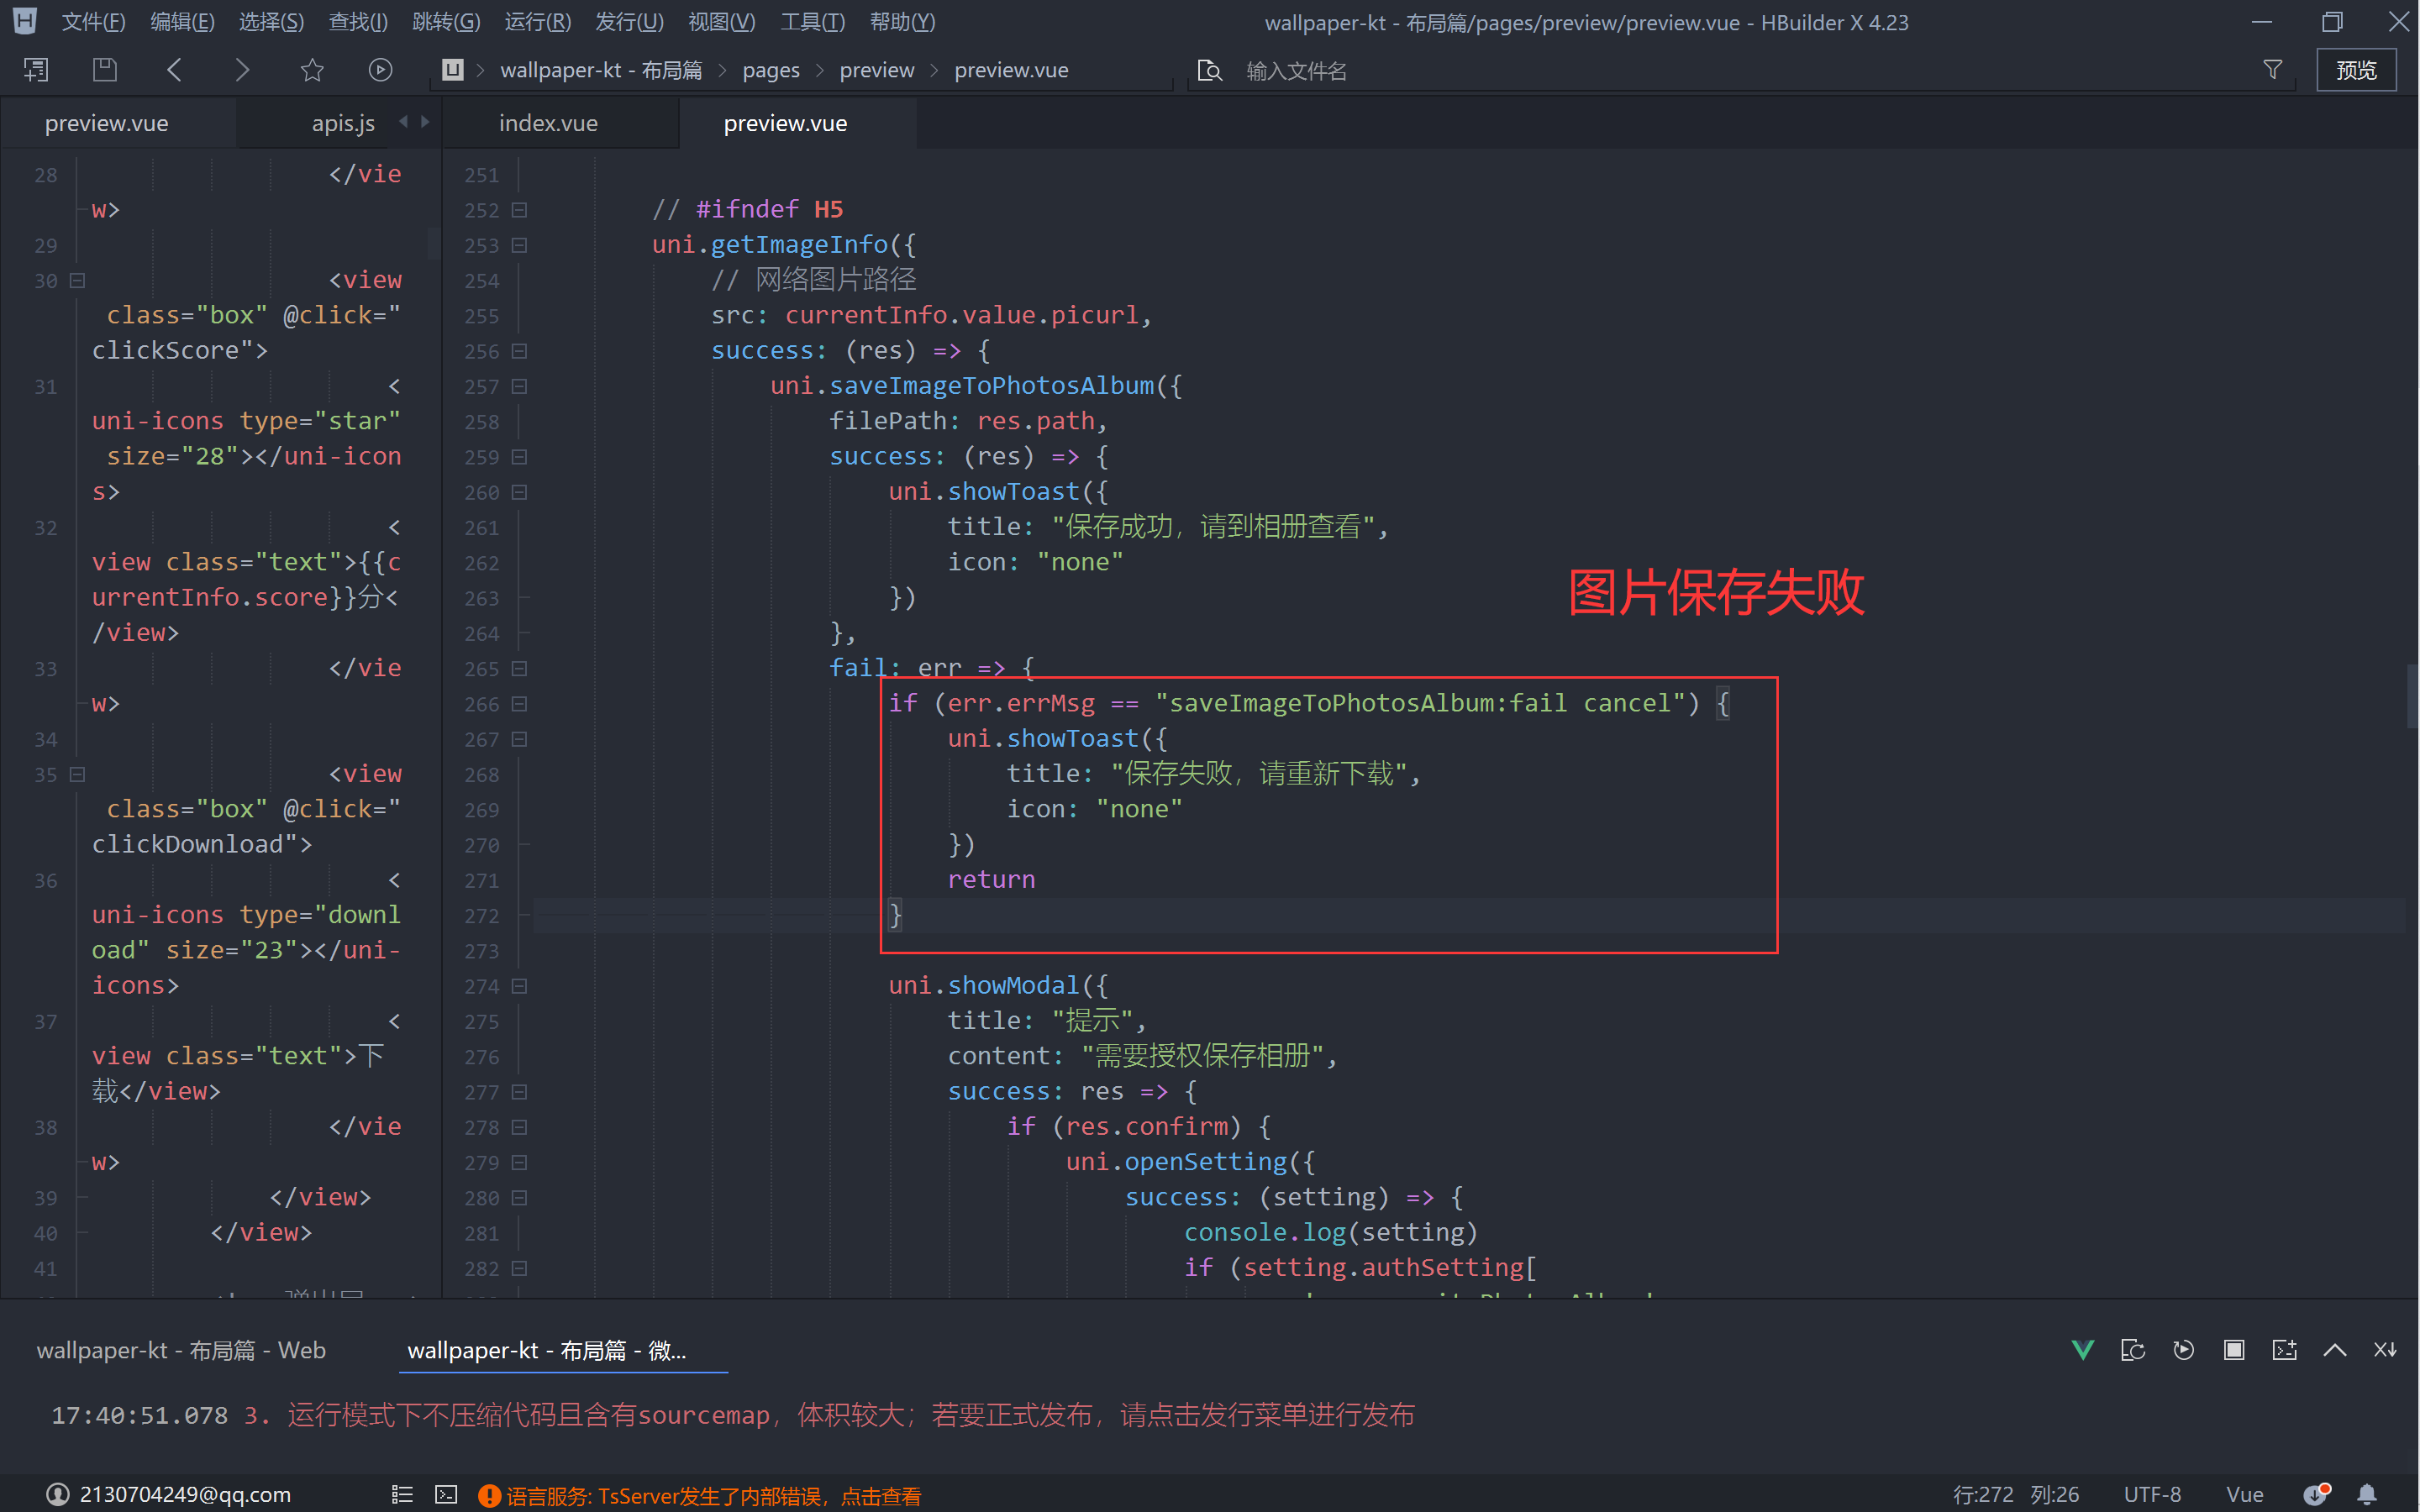 文件(F) 编辑(E) 选择(S) 查找(I) 跳转(G) 运行(R) 发行(U) 视图(V) 工具(T) 帮助(Y) wallpaper-kt - 布局篇/pages/preview/preview.vue - HBuilder X 4.23
wallpaper-kt - 布局篇 pages preview preview.vue 输入文件名 预览
preview.vue apis.js index.vue preview.vue
28 </vie
w>
29
30 <view
class="box" @click="
clickScore">
31 <
uni-icons type="star"
size="28"></uni-icon
s>
32 <
view class="text">{{c
urrentInfo.score}}分<
/view>
33 </vie
w>
34
35 <view
class="box" @click="
clickDownload">
36 <
uni-icons type="downl
oad" size="23"></uni-
icons>
37 <
view class="text">下
载</view>
38 </vie
w>
39 </view>
40 </view>
41
251
252 // #ifndef H5
253 uni.getImageInfo({
254 // 网络图片路径
255 src: currentInfo.value.picurl,
256 success: (res) => {
257 uni.saveImageToPhotosAlbum({
258 filePath: res.path,
259 success: (res) => {
260 uni.showToast({
261 title: "保存成功，请到相册查看",
262 icon: "none"
263 })
264 },
265 fail: err => {
266 if (err.errMsg == "saveImageToPhotosAlbum:fail cancel") {
267 uni.showToast({
268 title: "保存失败，请重新下载",
269 icon: "none"
270 })
271 return
272 }
273
274 uni.showModal({
275 title: "提示",
276 content: "需要授权保存相册",
277 success: res => {
278 if (res.confirm) {
279 uni.openSetting({
280 success: (setting) => {
281 console.log(setting)
282 if (setting.authSetting[
图片保存失败
wallpaper-kt - 布局篇 - Web wallpaper-kt - 布局篇 - 微...
17:40:51.078 3. 运行模式下不压缩代码且含有sourcemap，体积较大；若要正式发布，请点击发行菜单进行发布
2130704249@qq.com 语言服务: TsServer发生了内部错误，点击查看 行:272 列:26 UTF-8 Vue